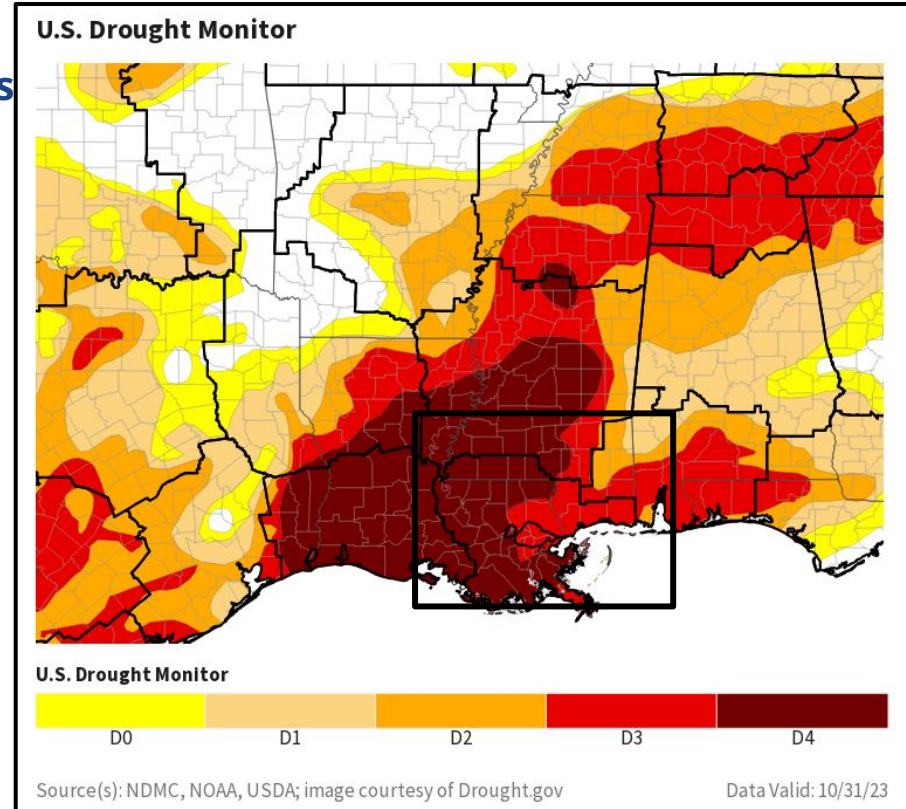 U.S. Drought Monitor
s
U.S. Drought Monitor
D0 D1 D2 D3 D4
Source(s): NDMC, NOAA, USDA; image courtesy of Drought.gov Data Valid: 10/31/23